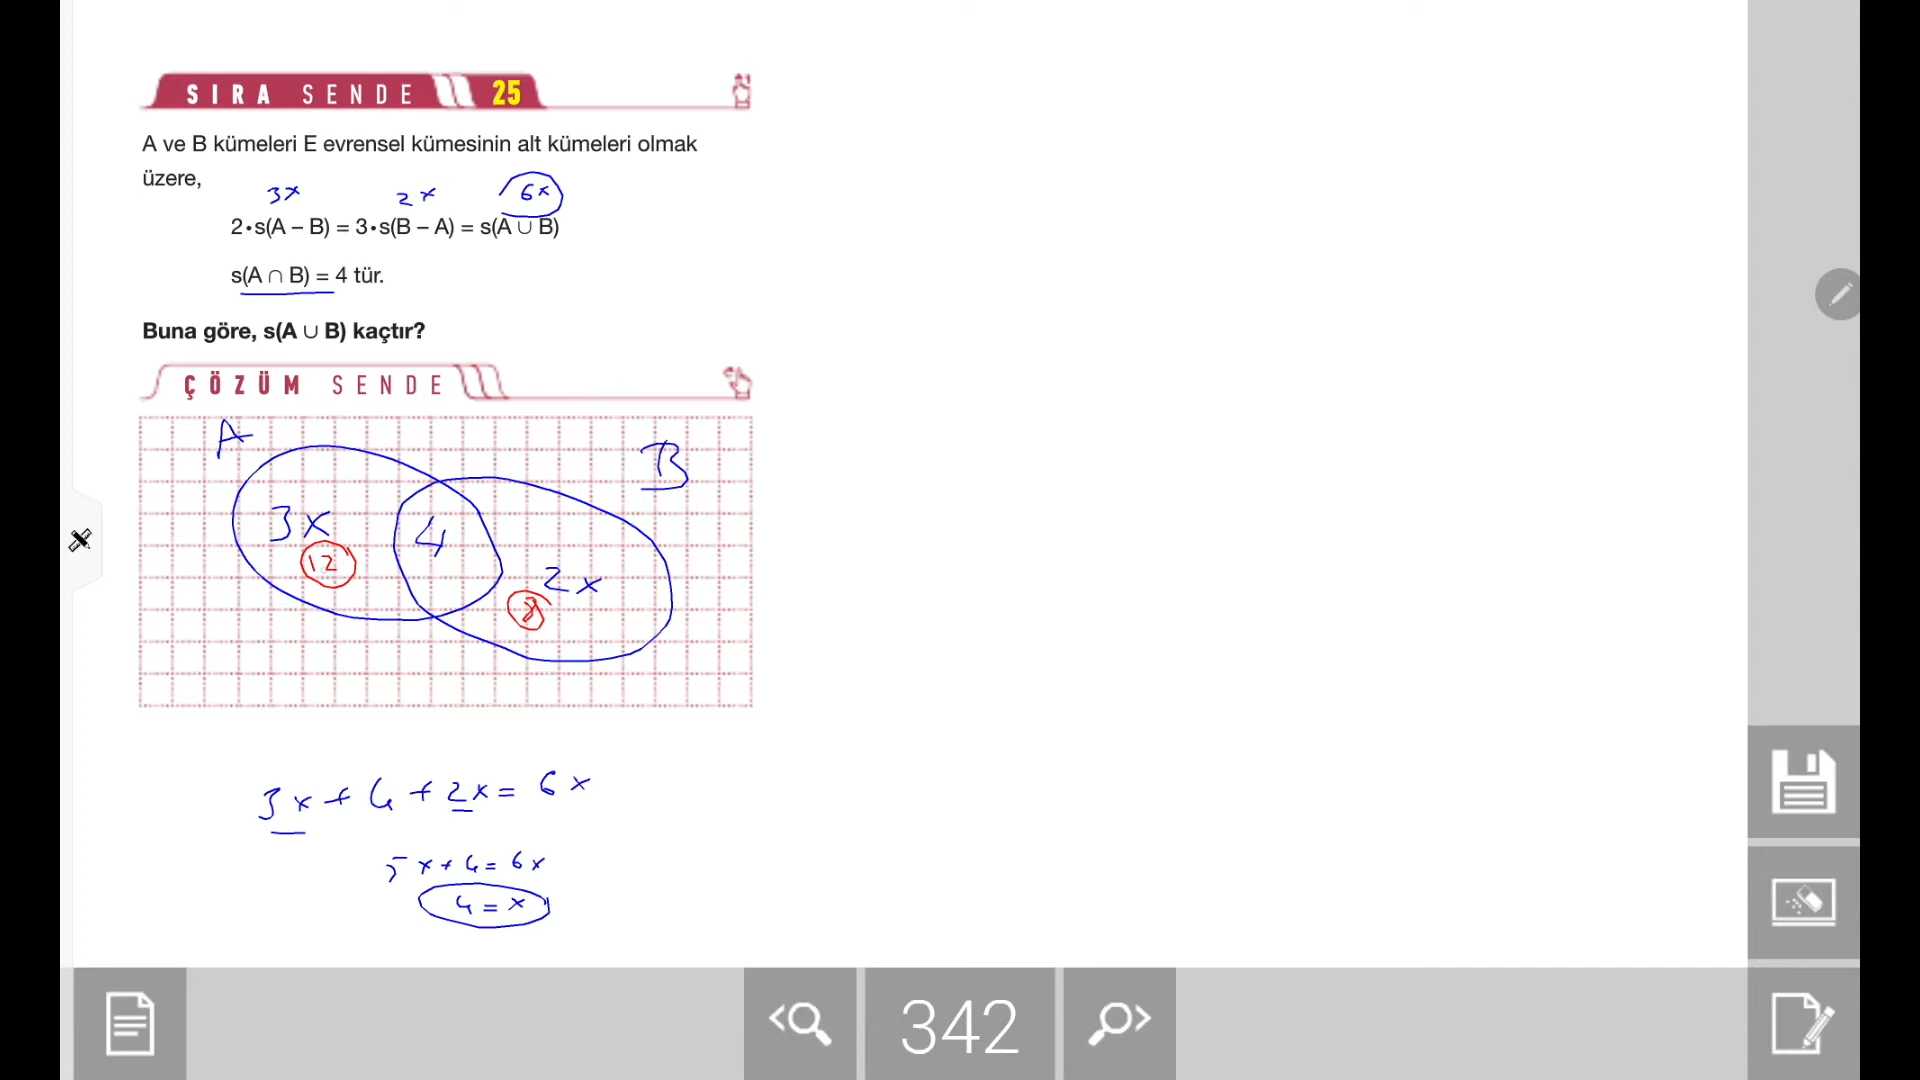 SIRA SENDE 25
A ve B kümeleri E evrensel kümesinin alt kümeleri olmak
üzere,
3x 2x 6x
2•s(A – B) = 3•s(B – A) = s(A ∪ B)
s(A ∩ B) = 4 tür.
Buna göre, s(A ∪ B) kaçtır?
ÇÖZÜM SENDE
A B
3x 4 2x
12 8
3x + 4 + 2x = 6x
5x + 4 = 6x
4 = x
342